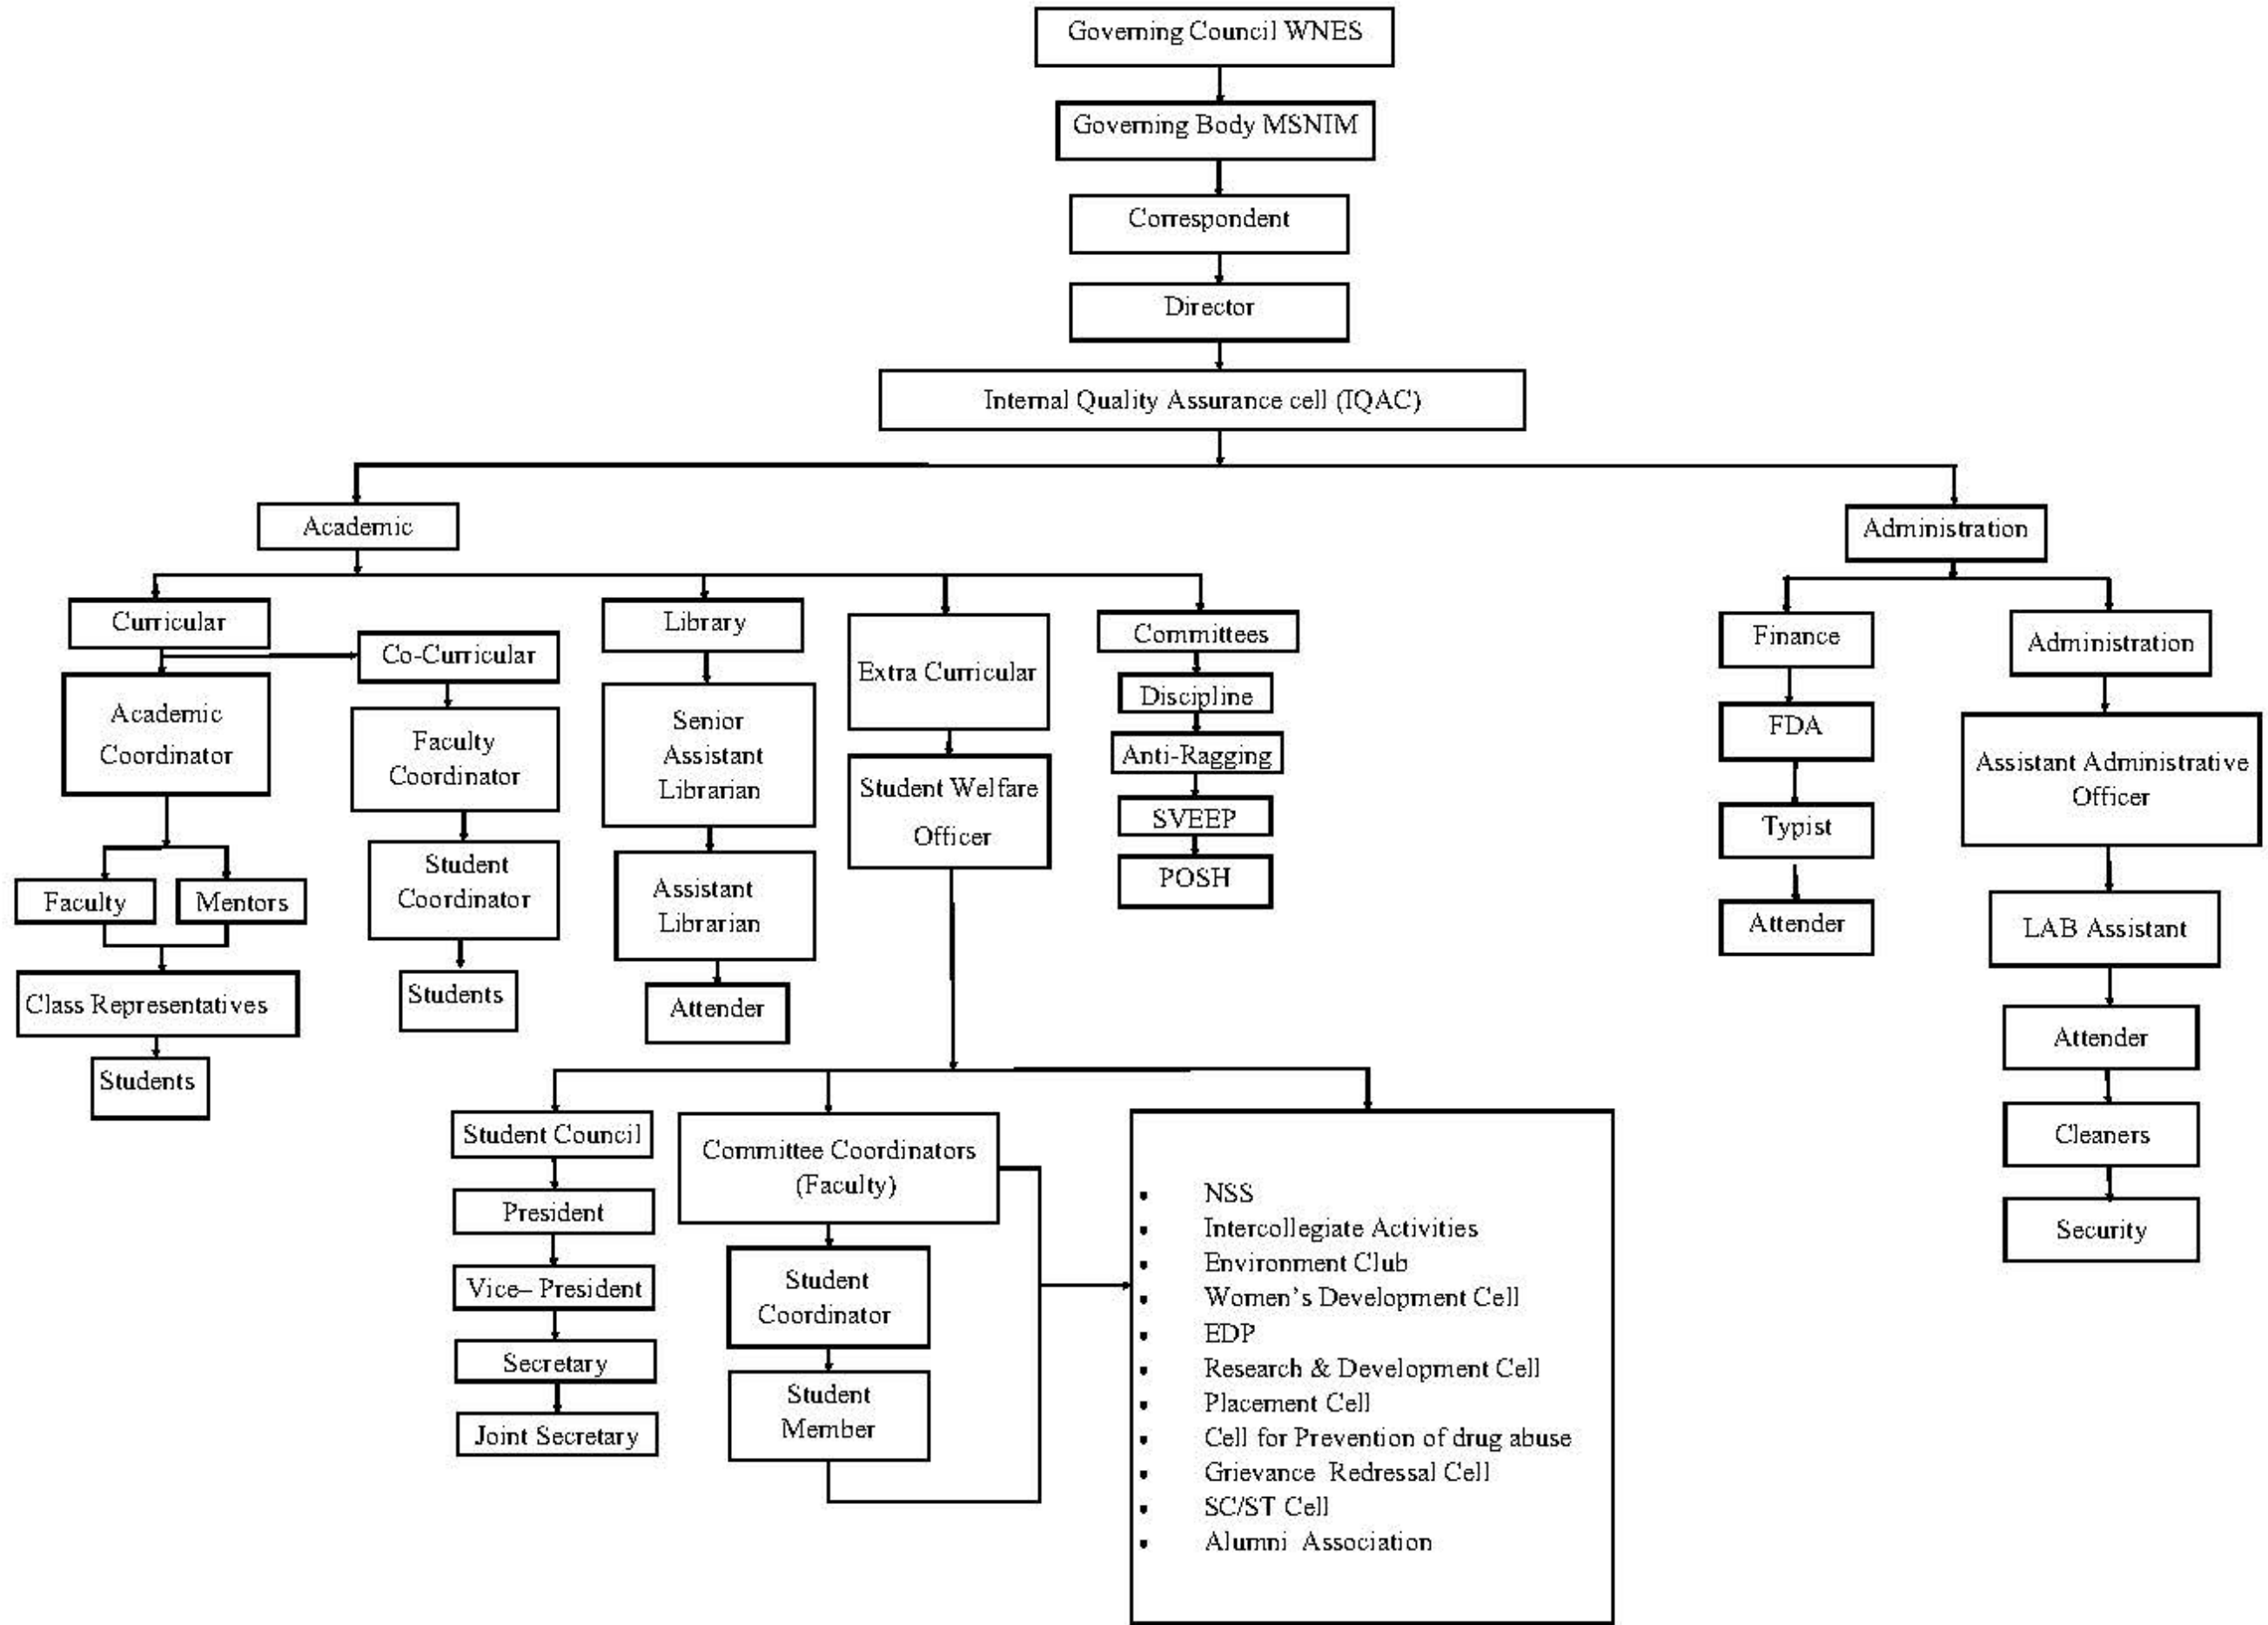 Governing Council WNES
Governing Body MSNIM
Correspondent
Director
Internal Quality Assurance cell (IQAC)
Academic
Administration
Curricular
Co-Curricular
Library
Extra Curricular
Committees
Finance
Administration
Academic
Coordinator
Faculty
Mentors
Class Representatives
Students
Faculty
Coordinator
Student
Coordinator
Students
Senior
Assistant
Librarian
Assistant
Librarian
Attender
Student Welfare
Officer
Discipline
Anti-Ragging
SVEEP
POSH
FDA
Typist
Attender
Assistant Administrative
Officer
LAB Assistant
Attender
Cleaners
Security
Student Council
President
Vice– President
Secretary
Joint Secretary
Committee Coordinators
(Faculty)
Student
Coordinator
Student
Member
• NSS
• Intercollegiate Activities
• Environment Club
• Women’s Development Cell
• EDP
• Research & Development Cell
• Placement Cell
• Cell for Prevention of drug abuse
• Grievance Redressal Cell
• SC/ST Cell
• Alumni Association